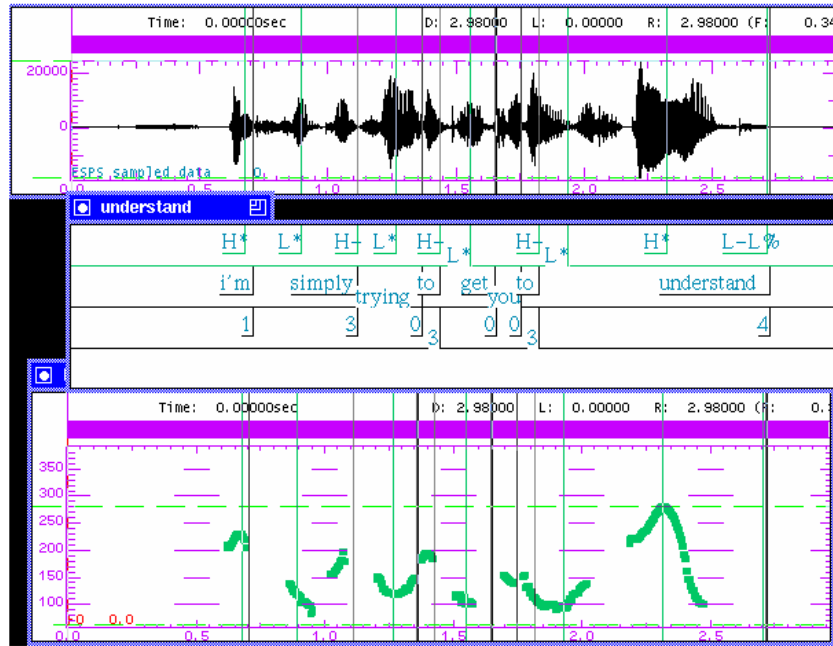 Time: 0.00000sec D: 2.98000 L: 0.00000 R: 2.98000 (F: 0.34
20000
0
ESPS sampled data 0
0.0 0.5 1.0 1.5 2.0 2.5
understand
H* L* H- L* H- L* H- L* H* L-L%
i'm simply trying to get you to understand
1 3 0 3 0 0 3 4
Time: 0.00000sec D: 2.98000 L: 0.00000 R: 2.98000 (F:
350
300
250
200
150
100
F0 0.0
0.0 0.5 1.0 1.5 2.0 2.5